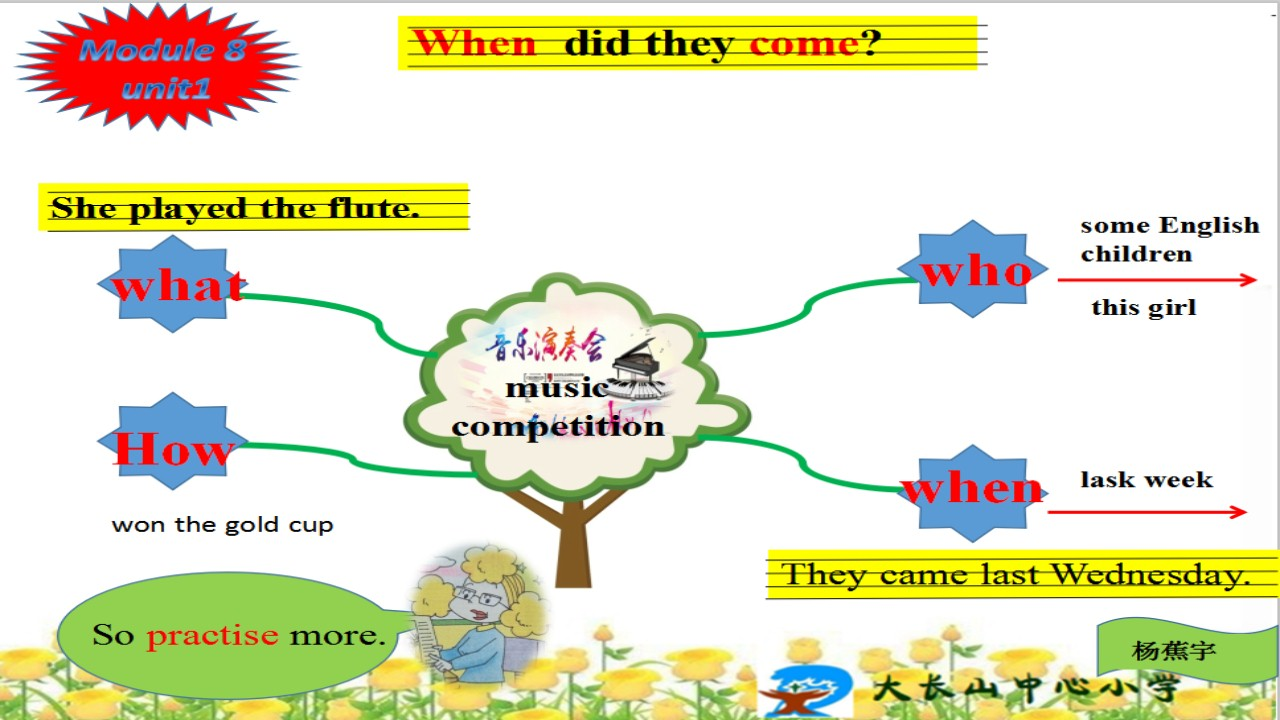 Module 8
unit1
When did they come?
She played the flute.
what
who
some English
children
this girl
音乐演奏会
music
competition
How
won the gold cup
when
lask week
They came last Wednesday.
So practise more.
杨蕉宇
大长山中心小学